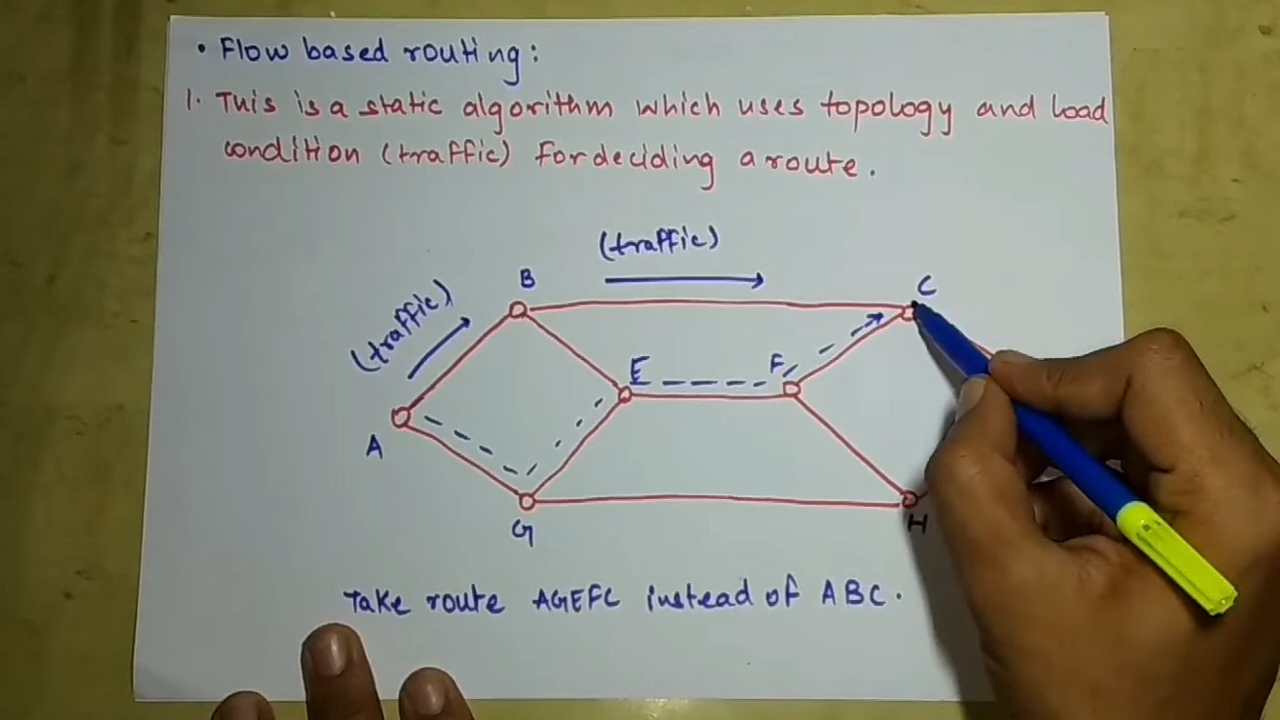 • Flow based routing:
1. This is a static algorithm which uses topology and load
condition (traffic) For deciding a route.
(traffic)
(traffic)
B
C
E
F
A
G
H
Take route AGEFC instead of ABC.